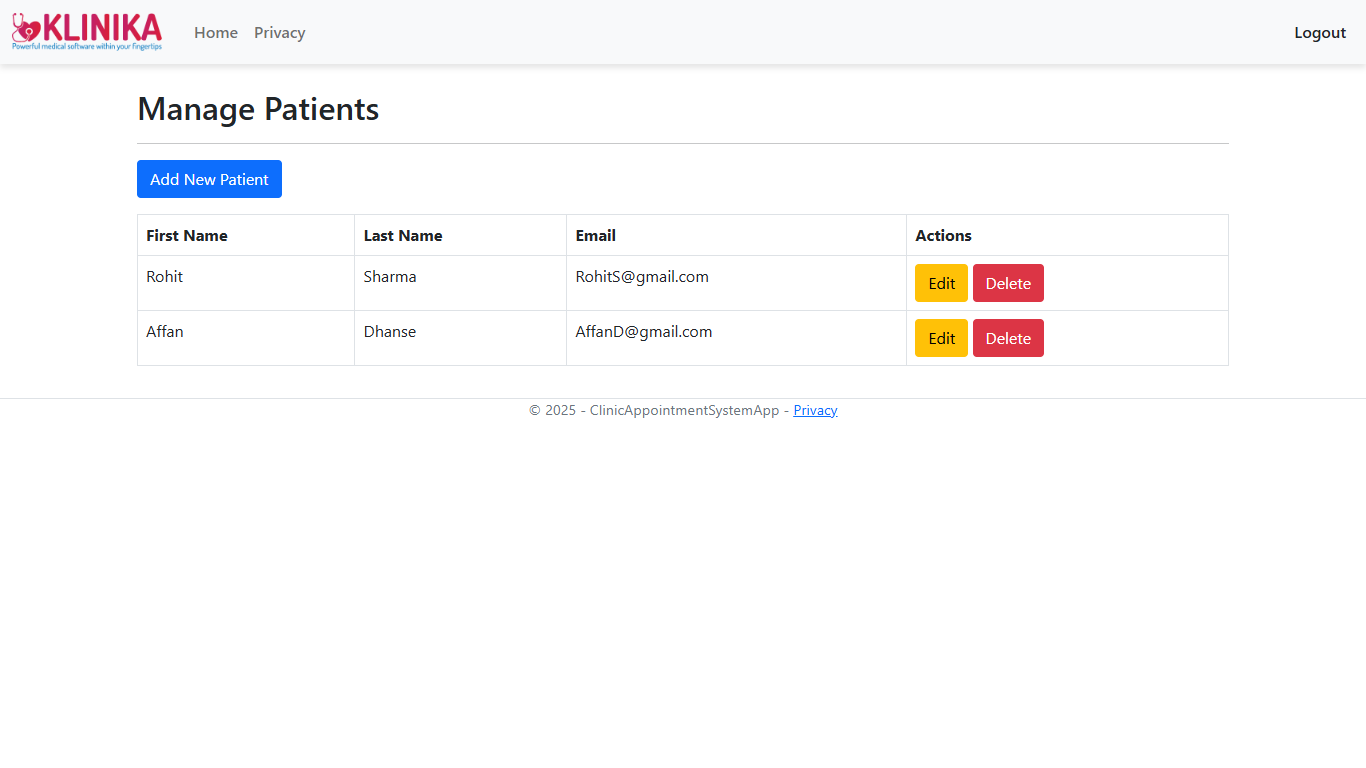 KLINIKA
Powerful medical software within your fingertips
Home Privacy Logout
Manage Patients
Add New Patient
First Name Last Name Email Actions
Rohit Sharma RohitS@gmail.com Edit Delete
Affan Dhanse AffanD@gmail.com Edit Delete
© 2025 - ClinicAppointmentSystemApp - Privacy